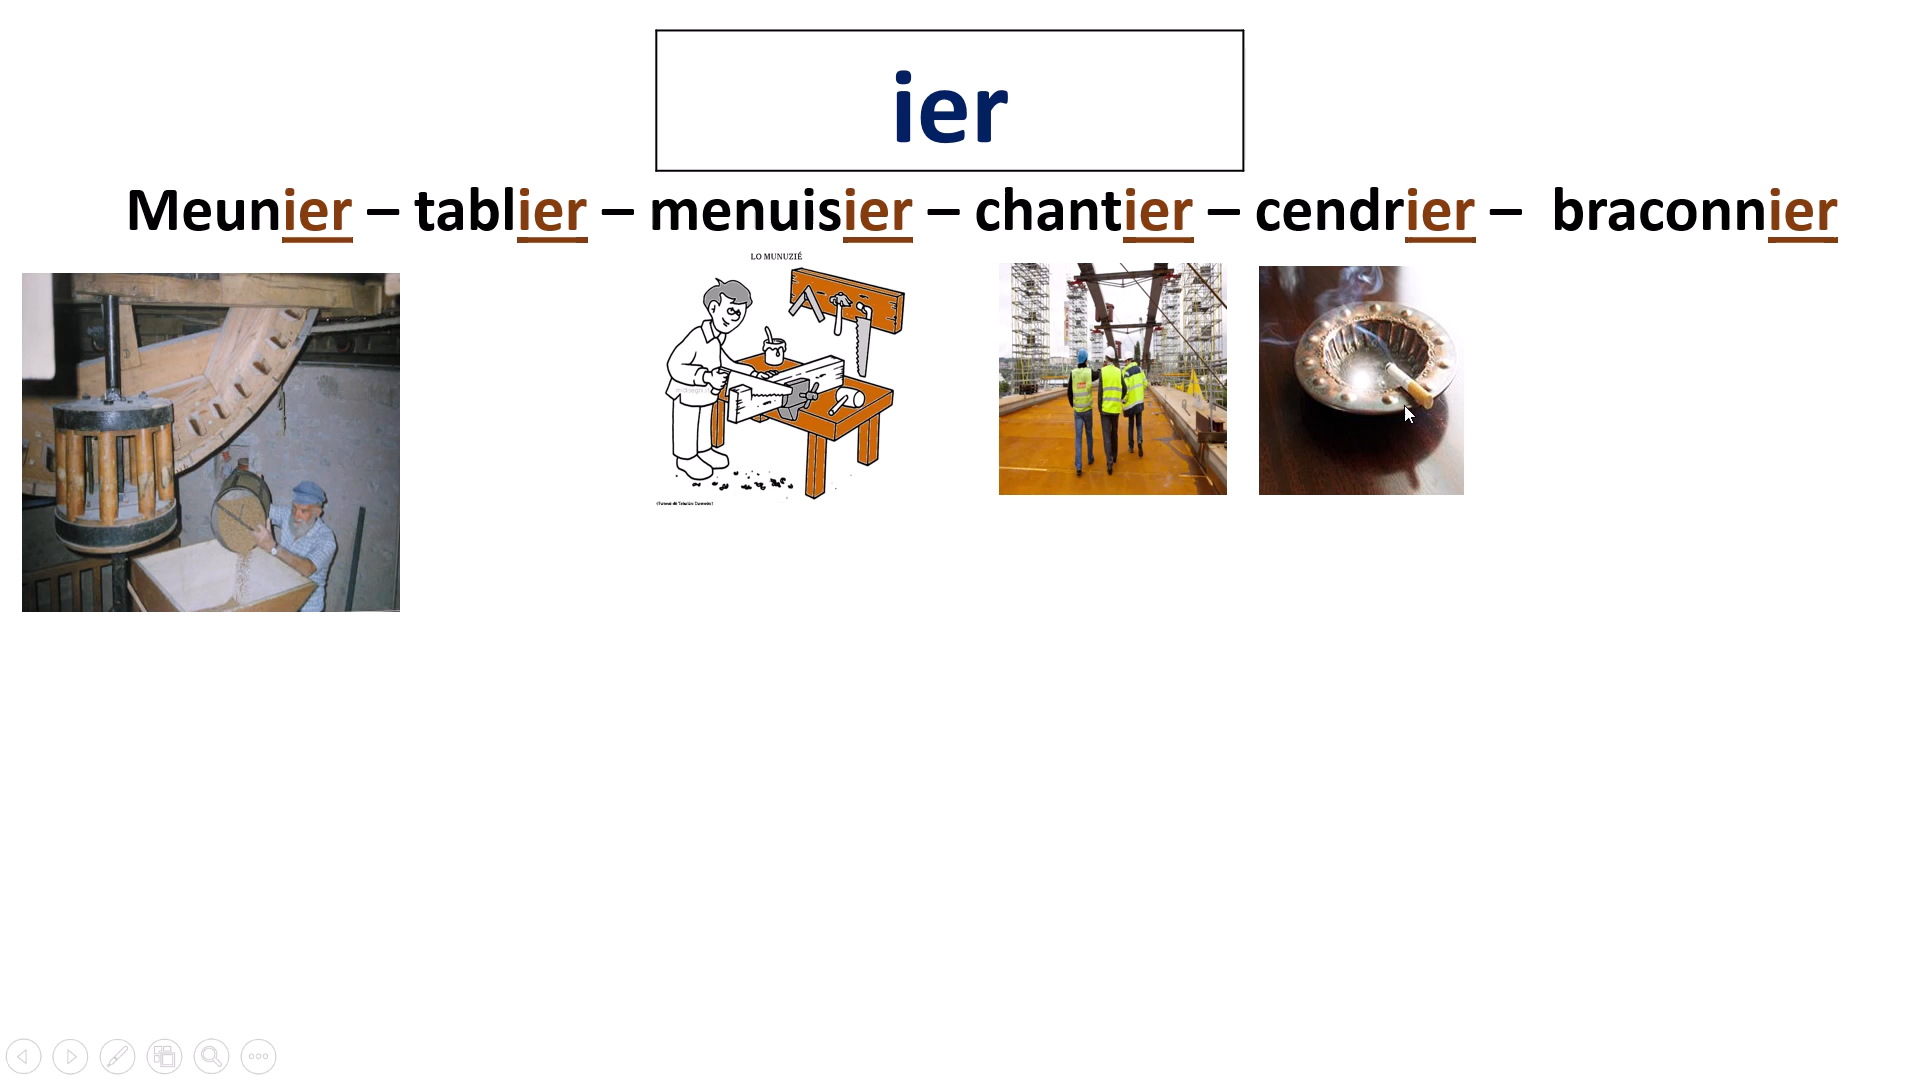 ier
Meunier – tablier – menuisier – chantier – cendrier – braconnier
LO MUNUZIÉ